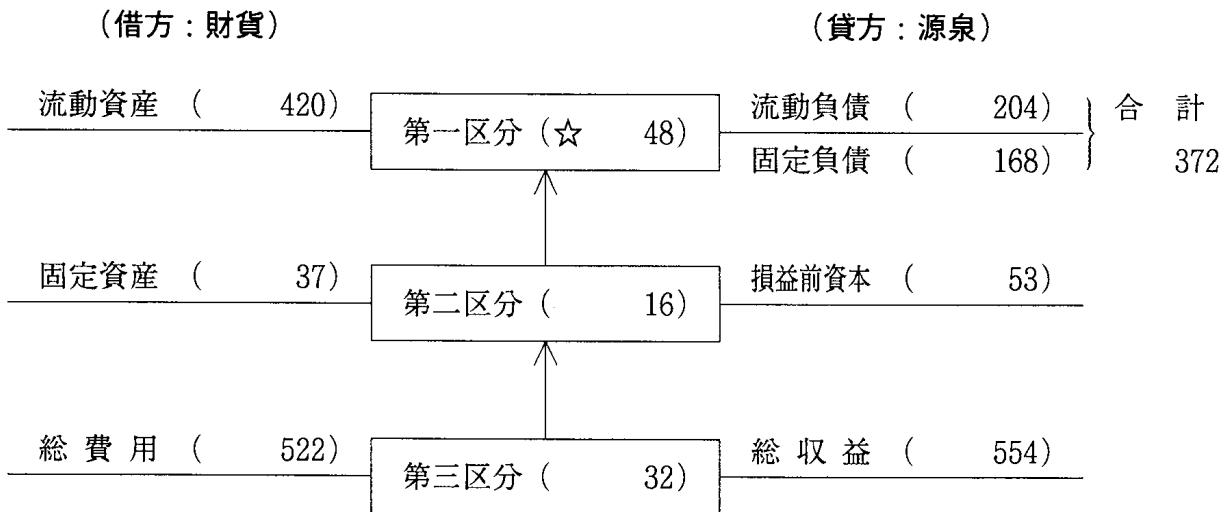 (借方：財貨) (貸方：源泉)
流動資産 ( 420) 第一区分 (☆ 48) 流動負債 ( 204) 合 計
固定負債 ( 168) 372
固定資産 ( 37) 第二区分 ( 16) 損益前資本 ( 53)
総 費 用 ( 522) 第三区分 ( 32) 総 収 益 ( 554)